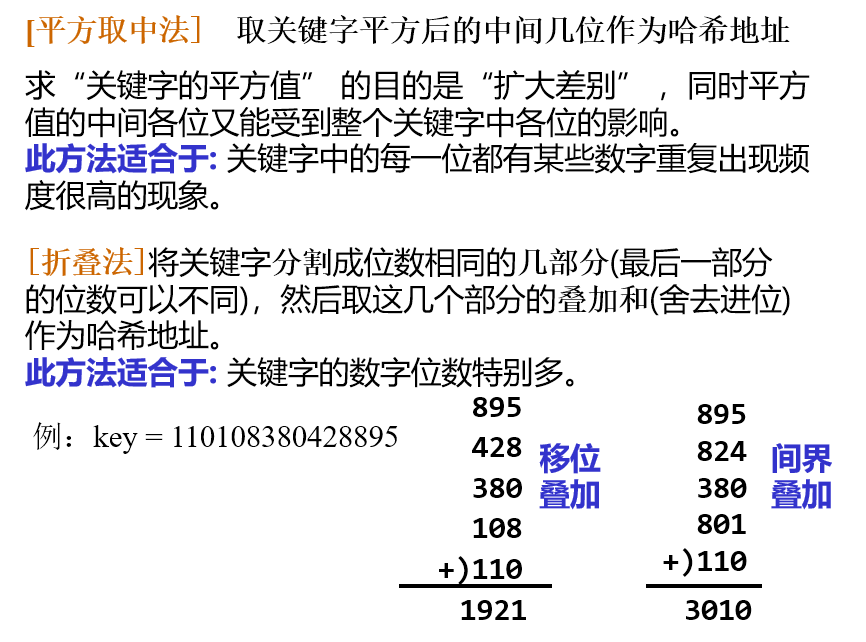 [平方取中法] 取关键字平方后的中间几位作为哈希地址
求“关键字的平方值” 的目的是“扩大差别” ，同时平方
值的中间各位又能受到整个关键字中各位的影响。
此方法适合于: 关键字中的每一位都有某些数字重复出现频
度很高的现象。
[折叠法]将关键字分割成位数相同的几部分(最后一部分
的位数可以不同)，然后取这几个部分的叠加和(舍去进位)
作为哈希地址。
此方法适合于: 关键字的数字位数特别多。
例：key = 110108380428895
895
428
380
108
+)110
1921
移位
叠加
895
824
380
801
+)110
3010
间界
叠加